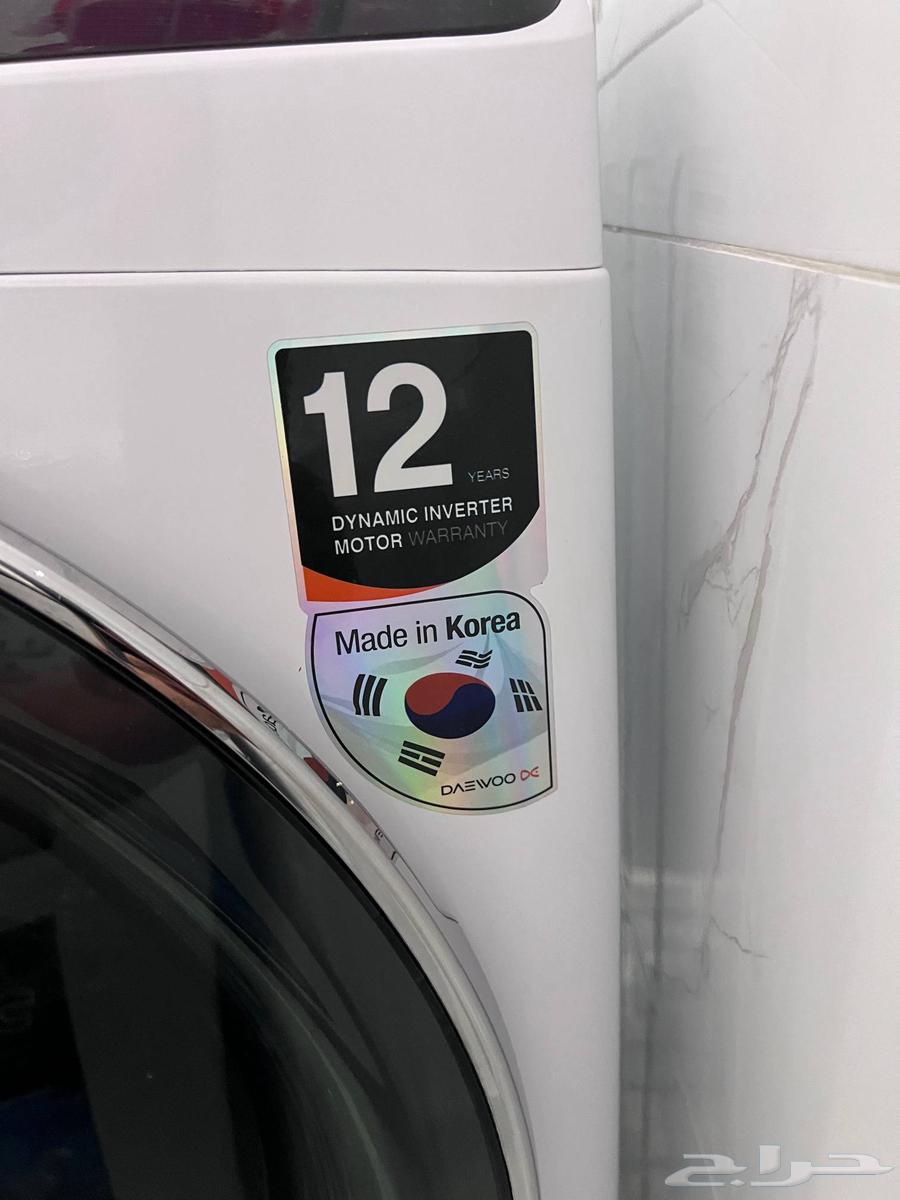 12
YEARS
DYNAMIC INVERTER
MOTOR WARRANTY
Made in Korea
DAEWOO
حراج